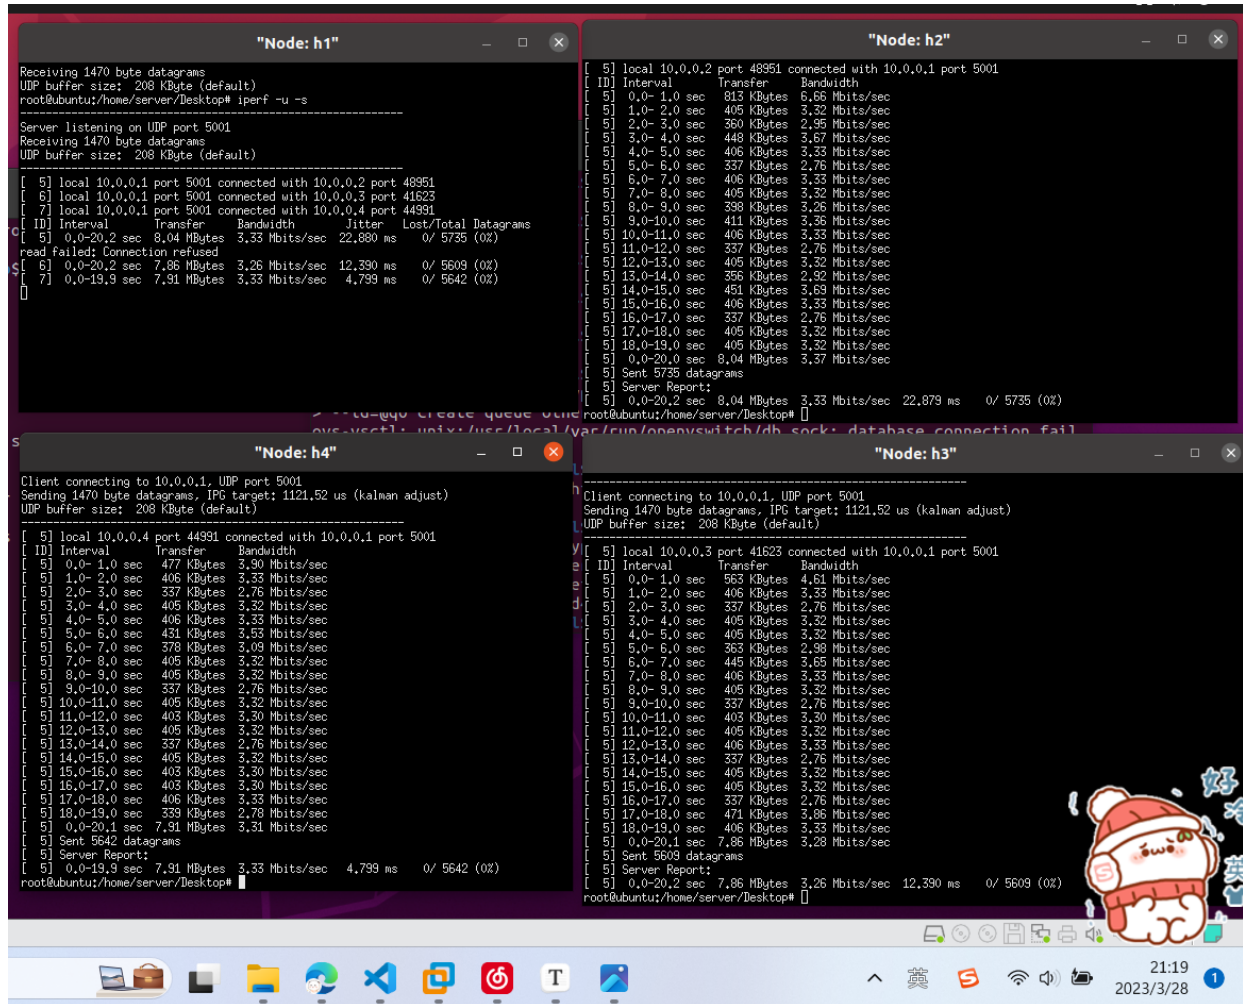 "Node: h1"
Receiving 1470 byte datagrams
UDP buffer size:  208 KByte (default)
root@ubuntu:/home/server/Desktop# iperf -u -s
------------------------------------------------------------
Server listening on UDP port 5001
Receiving 1470 byte datagrams
UDP buffer size:  208 KByte (default)
------------------------------------------------------------
[  5] local 10.0.0.1 port 5001 connected with 10.0.0.2 port 48951
[  6] local 10.0.0.1 port 5001 connected with 10.0.0.3 port 41623
[  7] local 10.0.0.1 port 5001 connected with 10.0.0.4 port 44991
[ ID] Interval       Transfer     Bandwidth        Jitter   Lost/Total Datagrams
[  5]  0.0-20.2 sec  8.04 MBytes  3.33 Mbits/sec  22.880 ms    0/ 5735 (0%)
read failed: Connection refused
[  6]  0.0-20.2 sec  7.86 MBytes  3.26 Mbits/sec  12.390 ms    0/ 5609 (0%)
[  7]  0.0-19.9 sec  7.91 MBytes  3.33 Mbits/sec   4.799 ms    0/ 5642 (0%)
"Node: h2"
[  5] local 10.0.0.2 port 48951 connected with 10.0.0.1 port 5001
[ ID] Interval       Transfer     Bandwidth
[  5]  0.0- 1.0 sec   813 KBytes  6.66 Mbits/sec
[  5]  1.0- 2.0 sec   405 KBytes  3.32 Mbits/sec
[  5]  2.0- 3.0 sec   360 KBytes  2.95 Mbits/sec
[  5]  3.0- 4.0 sec   448 KBytes  3.67 Mbits/sec
[  5]  4.0- 5.0 sec   406 KBytes  3.33 Mbits/sec
[  5]  5.0- 6.0 sec   337 KBytes  2.76 Mbits/sec
[  5]  6.0- 7.0 sec   406 KBytes  3.33 Mbits/sec
[  5]  7.0- 8.0 sec   405 KBytes  3.32 Mbits/sec
[  5]  8.0- 9.0 sec   398 KBytes  3.26 Mbits/sec
[  5]  9.0-10.0 sec   411 KBytes  3.36 Mbits/sec
[  5] 10.0-11.0 sec   406 KBytes  3.33 Mbits/sec
[  5] 11.0-12.0 sec   337 KBytes  2.76 Mbits/sec
[  5] 12.0-13.0 sec   405 KBytes  3.32 Mbits/sec
[  5] 13.0-14.0 sec   356 KBytes  2.92 Mbits/sec
[  5] 14.0-15.0 sec   451 KBytes  3.69 Mbits/sec
[  5] 15.0-16.0 sec   406 KBytes  3.33 Mbits/sec
[  5] 16.0-17.0 sec   337 KBytes  2.76 Mbits/sec
[  5] 17.0-18.0 sec   405 KBytes  3.32 Mbits/sec
[  5] 18.0-19.0 sec   405 KBytes  3.32 Mbits/sec
[  5]  0.0-20.0 sec  8.04 MBytes  3.37 Mbits/sec
[  5] Sent 5735 datagrams
[  5] Server Report:
[  5]  0.0-20.2 sec  8.04 MBytes  3.33 Mbits/sec  22.879 ms    0/ 5735 (0%)
root@ubuntu:/home/server/Desktop#
> --id=@q0 create queue othe
ovs-vsctl: unix:/usr/local/var/run/openvswitch/db.sock: database connection fail
"Node: h4"
Client connecting to 10.0.0.1, UDP port 5001
Sending 1470 byte datagrams, IPG target: 1121.52 us (kalman adjust)
UDP buffer size:  208 KByte (default)
------------------------------------------------------------
[  5] local 10.0.0.4 port 44991 connected with 10.0.0.1 port 5001
[ ID] Interval       Transfer     Bandwidth
[  5]  0.0- 1.0 sec   477 KBytes  3.90 Mbits/sec
[  5]  1.0- 2.0 sec   406 KBytes  3.33 Mbits/sec
[  5]  2.0- 3.0 sec   337 KBytes  2.76 Mbits/sec
[  5]  3.0- 4.0 sec   405 KBytes  3.32 Mbits/sec
[  5]  4.0- 5.0 sec   406 KBytes  3.33 Mbits/sec
[  5]  5.0- 6.0 sec   431 KBytes  3.53 Mbits/sec
[  5]  6.0- 7.0 sec   378 KBytes  3.09 Mbits/sec
[  5]  7.0- 8.0 sec   405 KBytes  3.32 Mbits/sec
[  5]  8.0- 9.0 sec   405 KBytes  3.32 Mbits/sec
[  5]  9.0-10.0 sec   337 KBytes  2.76 Mbits/sec
[  5] 10.0-11.0 sec   405 KBytes  3.32 Mbits/sec
[  5] 11.0-12.0 sec   403 KBytes  3.30 Mbits/sec
[  5] 12.0-13.0 sec   405 KBytes  3.32 Mbits/sec
[  5] 13.0-14.0 sec   337 KBytes  2.76 Mbits/sec
[  5] 14.0-15.0 sec   405 KBytes  3.32 Mbits/sec
[  5] 15.0-16.0 sec   403 KBytes  3.30 Mbits/sec
[  5] 16.0-17.0 sec   403 KBytes  3.30 Mbits/sec
[  5] 17.0-18.0 sec   406 KBytes  3.33 Mbits/sec
[  5] 18.0-19.0 sec   339 KBytes  2.78 Mbits/sec
[  5]  0.0-20.1 sec  7.91 MBytes  3.31 Mbits/sec
[  5] Sent 5642 datagrams
[  5] Server Report:
[  5]  0.0-19.9 sec  7.91 MBytes  3.33 Mbits/sec   4.799 ms    0/ 5642 (0%)
root@ubuntu:/home/server/Desktop#
"Node: h3"
------------------------------------------------------------
Client connecting to 10.0.0.1, UDP port 5001
Sending 1470 byte datagrams, IPG target: 1121.52 us (kalman adjust)
UDP buffer size:  208 KByte (default)
------------------------------------------------------------
[  5] local 10.0.0.3 port 41623 connected with 10.0.0.1 port 5001
[ ID] Interval       Transfer     Bandwidth
[  5]  0.0- 1.0 sec   563 KBytes  4.61 Mbits/sec
[  5]  1.0- 2.0 sec   406 KBytes  3.33 Mbits/sec
[  5]  2.0- 3.0 sec   337 KBytes  2.76 Mbits/sec
[  5]  3.0- 4.0 sec   405 KBytes  3.32 Mbits/sec
[  5]  4.0- 5.0 sec   405 KBytes  3.32 Mbits/sec
[  5]  5.0- 6.0 sec   363 KBytes  2.98 Mbits/sec
[  5]  6.0- 7.0 sec   445 KBytes  3.65 Mbits/sec
[  5]  7.0- 8.0 sec   406 KBytes  3.33 Mbits/sec
[  5]  8.0- 9.0 sec   405 KBytes  3.32 Mbits/sec
[  5]  9.0-10.0 sec   337 KBytes  2.76 Mbits/sec
[  5] 10.0-11.0 sec   403 KBytes  3.30 Mbits/sec
[  5] 11.0-12.0 sec   405 KBytes  3.32 Mbits/sec
[  5] 12.0-13.0 sec   406 KBytes  3.33 Mbits/sec
[  5] 13.0-14.0 sec   337 KBytes  2.76 Mbits/sec
[  5] 14.0-15.0 sec   405 KBytes  3.32 Mbits/sec
[  5] 15.0-16.0 sec   405 KBytes  3.32 Mbits/sec
[  5] 16.0-17.0 sec   337 KBytes  2.76 Mbits/sec
[  5] 17.0-18.0 sec   471 KBytes  3.86 Mbits/sec
[  5] 18.0-19.0 sec   406 KBytes  3.33 Mbits/sec
[  5]  0.0-20.1 sec  7.86 MBytes  3.28 Mbits/sec
[  5] Sent 5609 datagrams
[  5] Server Report:
[  5]  0.0-20.2 sec  7.86 MBytes  3.26 Mbits/sec  12.390 ms    0/ 5609 (0%)
root@ubuntu:/home/server/Desktop#
好
冷
英
S
T
英
S
21:19
2023/3/28
1